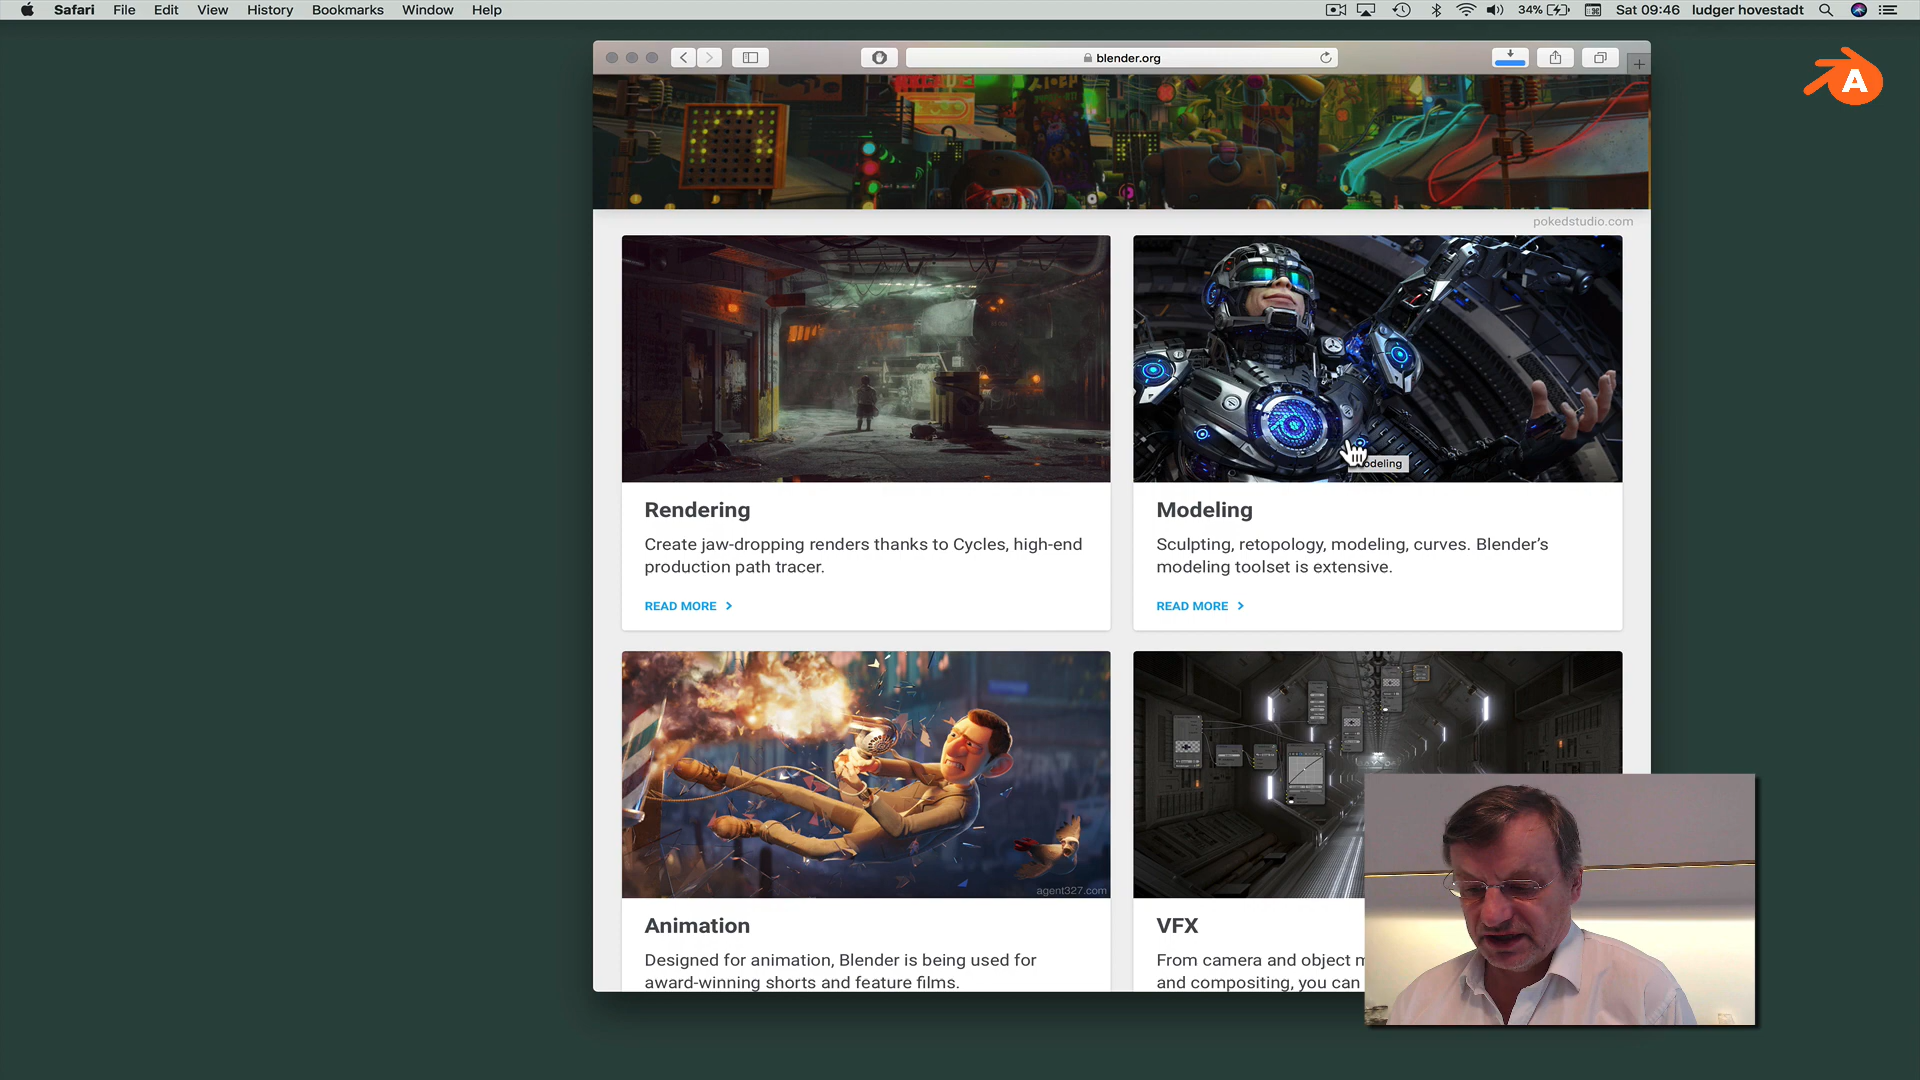 Safari File Edit View History Bookmarks Window Help 34% Sat 09:46 ludger hovestadt
blender.org
A
pokedstudio.com
odeling
Rendering
Create jaw-dropping renders thanks to Cycles, high-end
production path tracer.
READ MORE
Modeling
Sculpting, retopology, modeling, curves. Blender’s
modeling toolset is extensive.
READ MORE
agent327.com
Animation
Designed for animation, Blender is being used for
award-winning shorts and feature films.
VFX
From camera and object m
and compositing, you can